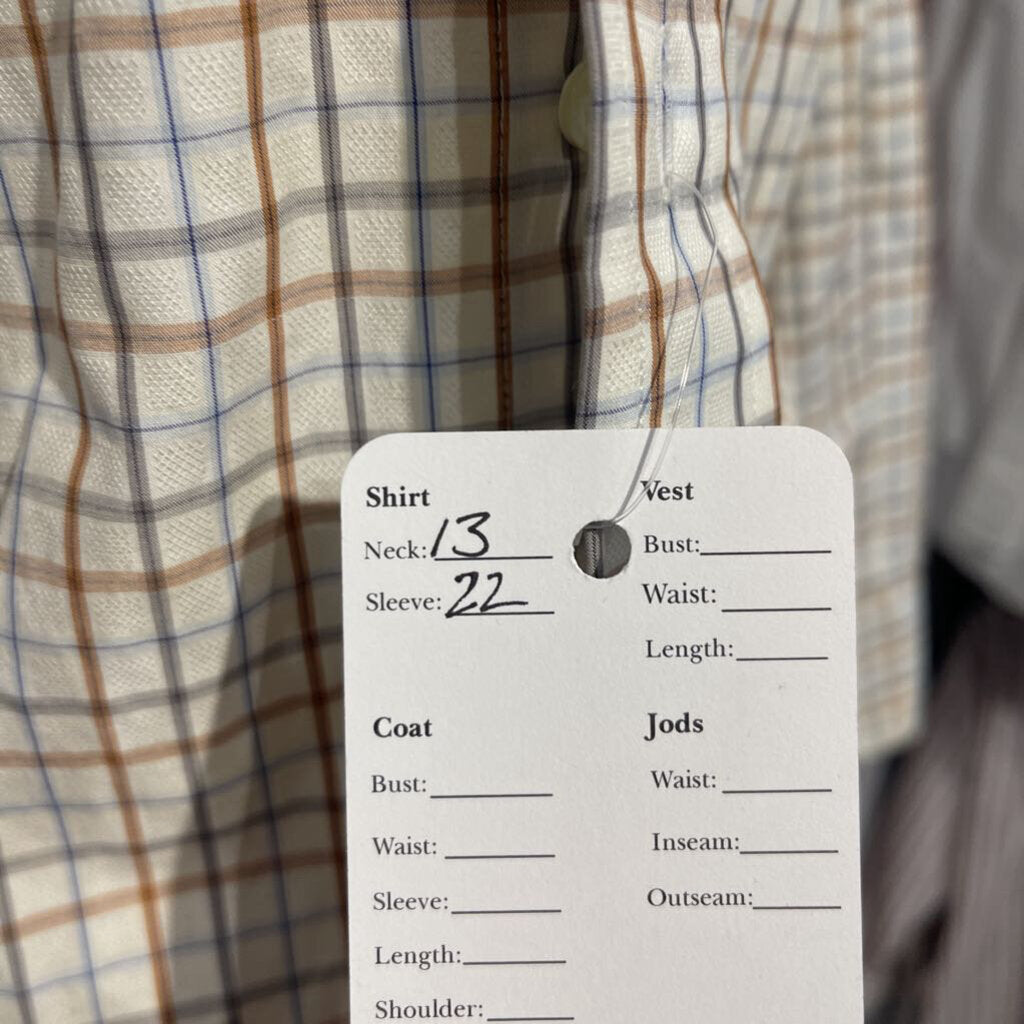 Shirt
Neck: 13
Sleeve: 22
Vest
Bust:
Waist:
Length:
Coat
Bust:
Waist:
Sleeve:
Length:
Shoulder:
Jods
Waist:
Inseam:
Outseam: